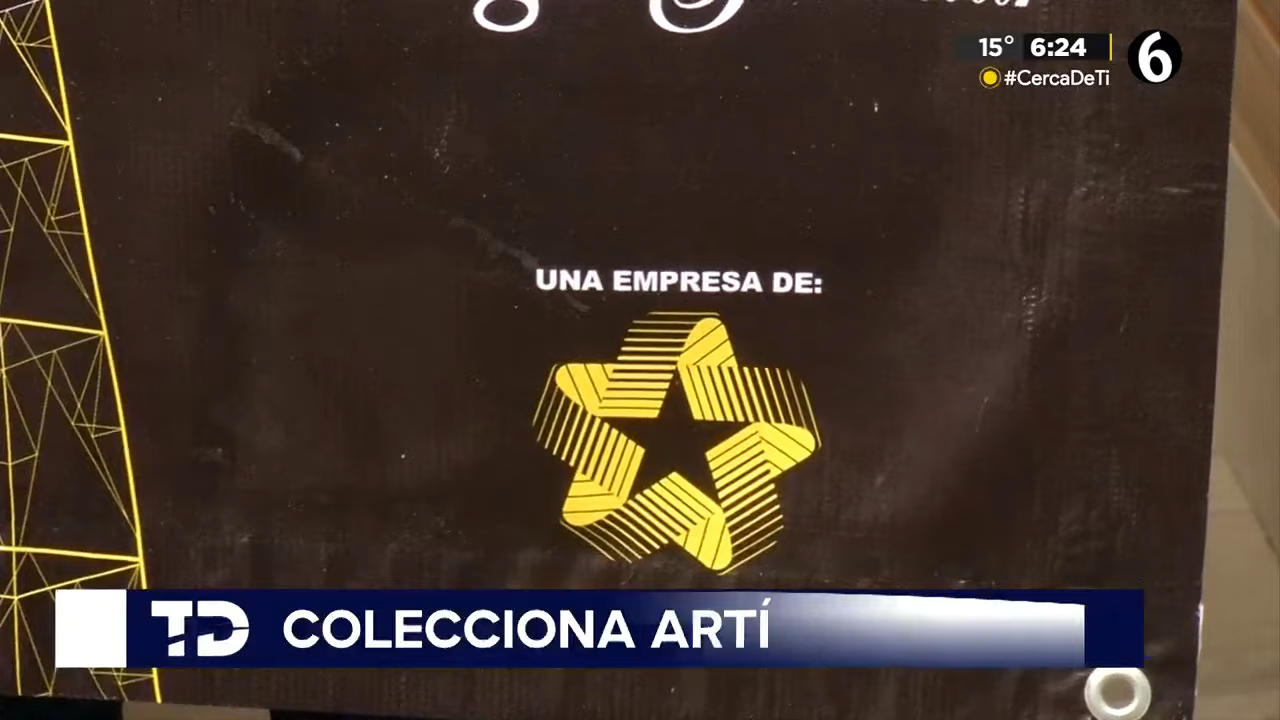 15° 6:24
6
#CercaDeTi
UNA EMPRESA DE:
TD COLECCIONA ARTÍ